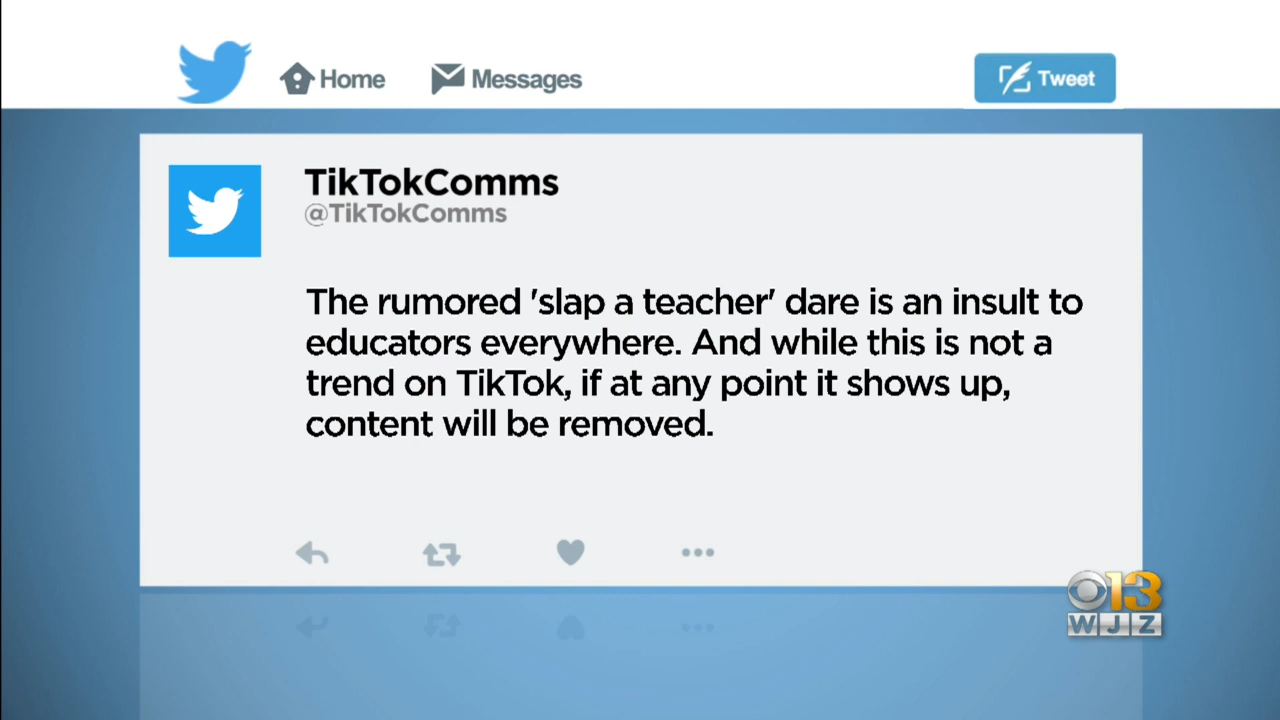 Home Messages Tweet
TikTokComms
@TikTokComms
The rumored 'slap a teacher' dare is an insult to
educators everywhere. And while this is not a
trend on TikTok, if at any point it shows up,
content will be removed.
13
WJZ